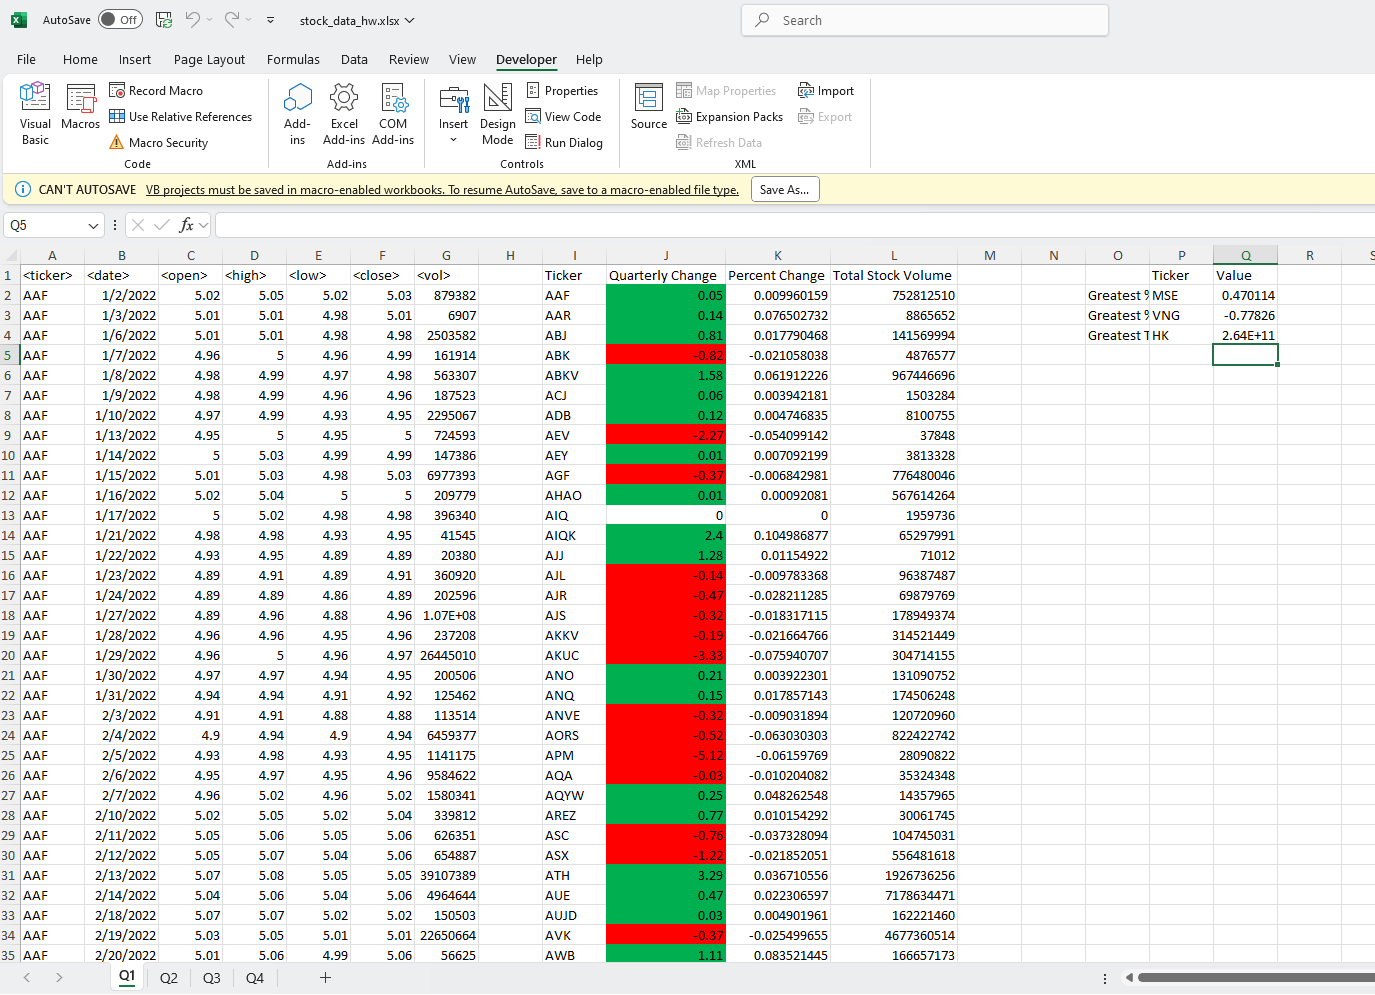 AutoSave Off stock_data_hw.xlsx Search
File Home Insert Page Layout Formulas Data Review View Developer Help
Visual Basic
Macros
Record Macro
Use Relative References
Macro Security
Code
Add-ins
Excel Add-ins
COM Add-ins
Add-ins
Insert
Design Mode
Properties
View Code
Run Dialog
Controls
Source
Map Properties
Expansion Packs
Refresh Data
Import
Export
XML
CAN'T AUTOSAVE VB projects must be saved in macro-enabled workbooks. To resume AutoSave, save to a macro-enabled file type. Save As...
Q5 fx
A B C D E F G H I J K L M N O P Q R S
1 <ticker> <date> <open> <high> <low> <close> <vol> Ticker Quarterly Change Percent Change Total Stock Volume Ticker Value
2 AAF 1/2/2022 5.02 5.05 5.02 5.03 879382 AAF 0.05 0.009960159 752812510 Greatest % MSE 0.470114
3 AAF 1/3/2022 5.01 5.01 4.98 5.01 6907 AAR 0.14 0.076502732 8865652 Greatest % VNG -0.77826
4 AAF 1/6/2022 5.01 5.01 4.98 4.98 2503582 ABJ 0.81 0.017790468 141569994 Greatest T HK 2.64E+11
5 AAF 1/7/2022 4.96 5 4.96 4.99 161914 ABK -0.82 -0.021058038 4876577
6 AAF 1/8/2022 4.98 4.99 4.97 4.98 563307 ABKV 1.58 0.061912226 967446696
7 AAF 1/9/2022 4.98 4.99 4.96 4.96 187523 ACJ 0.06 0.003942181 1503284
8 AAF 1/10/2022 4.97 4.99 4.93 4.95 2295067 ADB 0.12 0.004746835 8100755
9 AAF 1/13/2022 4.95 5 4.95 5 724593 AEV -2.27 -0.054099142 37848
10 AAF 1/14/2022 5 5.03 4.99 4.99 147386 AEY 0.01 0.007092199 3813328
11 AAF 1/15/2022 5.01 5.03 4.98 5.03 6977393 AGF -0.37 -0.006842981 776480046
12 AAF 1/16/2022 5.02 5.04 5 5 209779 AHAO 0.01 0.00092081 567614264
13 AAF 1/17/2022 5 5.02 4.98 4.98 396340 AIQ 0 0 1959736
14 AAF 1/21/2022 4.98 4.98 4.93 4.95 41545 AIQK 2.4 0.104986877 65297991
15 AAF 1/22/2022 4.93 4.95 4.89 4.89 20380 AJJ 1.28 0.01154922 71012
16 AAF 1/23/2022 4.89 4.91 4.89 4.91 360920 AJL -0.14 -0.009783368 96387487
17 AAF 1/24/2022 4.89 4.89 4.86 4.89 202596 AJR -0.47 -0.028211285 69879769
18 AAF 1/27/2022 4.89 4.96 4.88 4.96 1.07E+08 AJS -0.32 -0.018317115 178949374
19 AAF 1/28/2022 4.96 4.96 4.95 4.96 237208 AKKV -0.19 -0.021664766 314521449
20 AAF 1/29/2022 4.96 5 4.96 4.97 26445010 AKUC -3.33 -0.075940707 304714155
21 AAF 1/30/2022 4.97 4.97 4.94 4.95 200506 ANO 0.21 0.003922301 131090752
22 AAF 1/31/2022 4.94 4.94 4.91 4.92 125462 ANQ 0.15 0.017857143 174506248
23 AAF 2/3/2022 4.91 4.91 4.88 4.88 113514 ANVE -0.32 -0.009031894 120720960
24 AAF 2/4/2022 4.9 4.94 4.9 4.94 6459377 AORS -0.52 -0.063030303 822422742
25 AAF 2/5/2022 4.93 4.98 4.93 4.95 1141175 APM -5.12 -0.06159769 28090822
26 AAF 2/6/2022 4.95 4.97 4.95 4.96 9584622 AQA -0.03 -0.010204082 35324348
27 AAF 2/7/2022 4.96 5.02 4.96 5.02 1580341 AQYW 0.25 0.048262548 14357965
28 AAF 2/10/2022 5.02 5.05 5.02 5.04 339812 AREZ 0.77 0.010154292 30061745
29 AAF 2/11/2022 5.05 5.06 5.05 5.06 626351 ASC -0.76 -0.037328094 104745031
30 AAF 2/12/2022 5.05 5.07 5.04 5.06 654887 ASX -1.22 -0.021852051 556481618
31 AAF 2/13/2022 5.07 5.08 5.05 5.05 39107389 ATH 3.29 0.036710556 1926736256
32 AAF 2/14/2022 5.04 5.06 5.04 5.06 4964644 AUE 0.47 0.022306597 7178634471
33 AAF 2/18/2022 5.07 5.07 5.02 5.02 150503 AUJD 0.03 0.004901961 162221460
34 AAF 2/19/2022 5.03 5.05 5.01 5.01 22650664 AVK -0.37 -0.025499655 4677360514
35 AAF 2/20/2022 5.01 5.06 4.99 5.06 56625 AWB 1.11 0.083521445 166657173
Q1 Q2 Q3 Q4